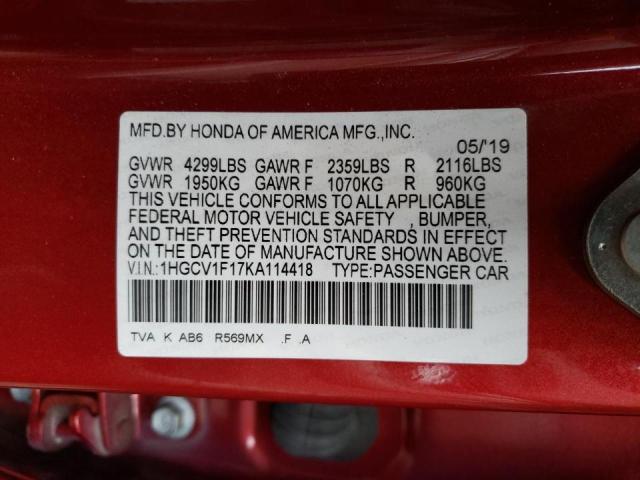 MFD.BY HONDA OF AMERICA MFG.,INC.
05/'19
GVWR 4299LBS GAWR F 2359LBS R 2116LBS
GVWR 1950KG GAWR F 1070KG R 960KG
THIS VEHICLE CONFORMS TO ALL APPLICABLE
FEDERAL MOTOR VEHICLE SAFETY , BUMPER,
AND THEFT PREVENTION STANDARDS IN EFFECT
ON THE DATE OF MANUFACTURE SHOWN ABOVE.
V.I.N.:1HGCV1F17KA114418 TYPE:PASSENGER CAR
TVA K AB6 R569MX .F .A